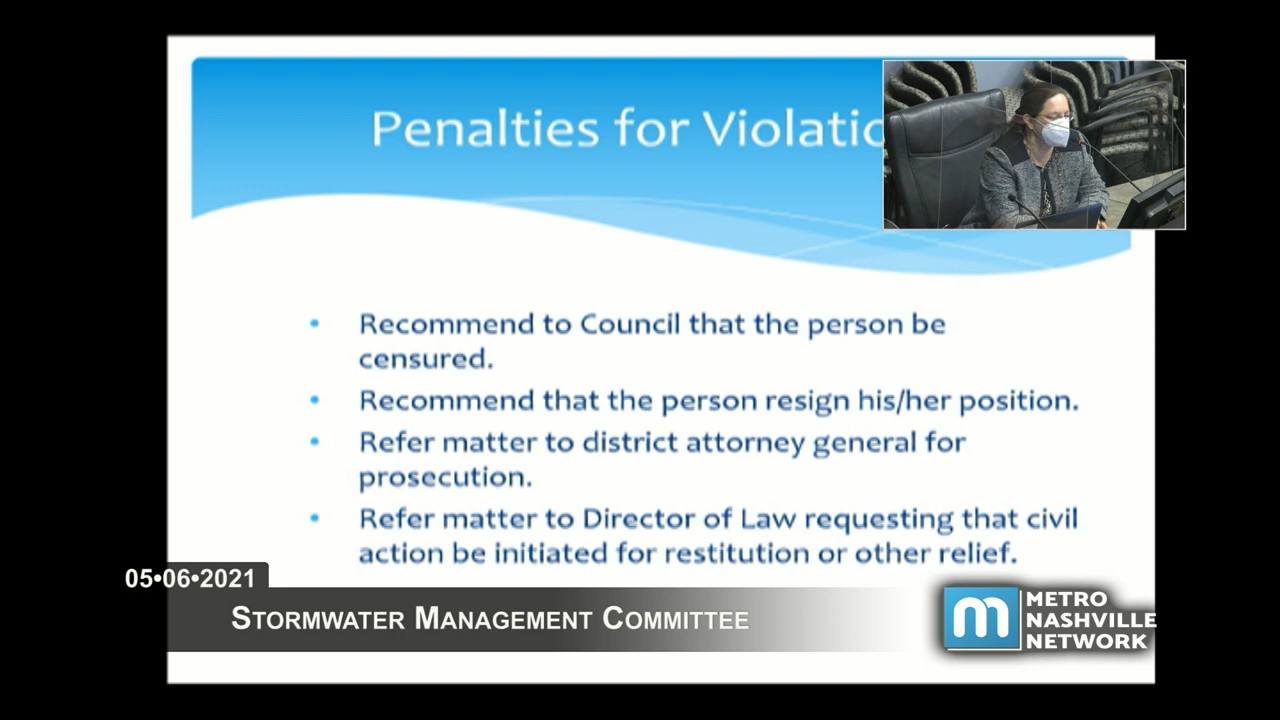 Penalties for Violatio
• Recommend to Council that the person be
censured.
• Recommend that the person resign his/her position.
• Refer matter to district attorney general for
prosecution.
• Refer matter to Director of Law requesting that civil
action be initiated for restitution or other relief.
05•06•2021
STORMWATER MANAGEMENT COMMITTEE
m METRO
NASHVILLE
NETWORK